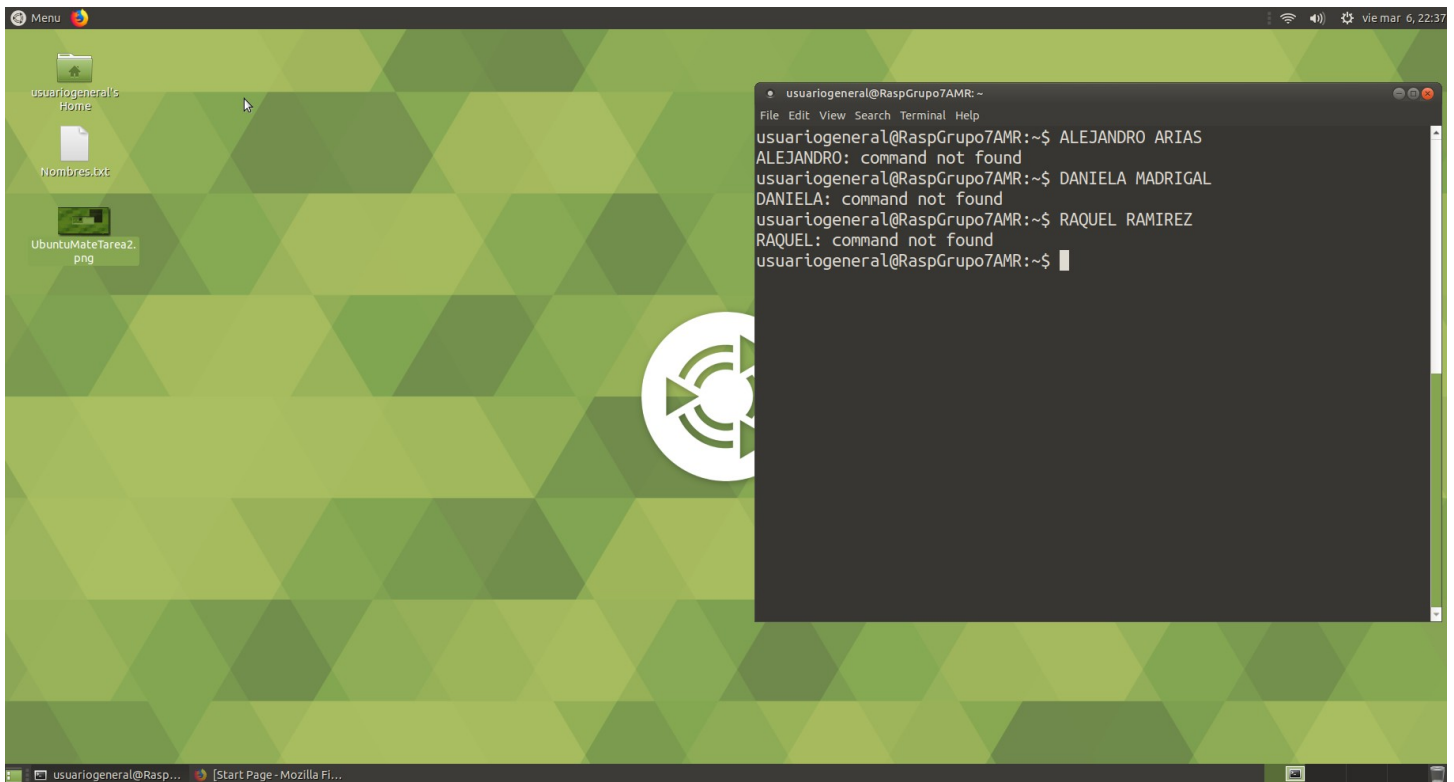 Menu
vie mar 6, 22:37
usuariogeneral's
Home
Nombres.txt
UbuntuMateTarea2.
png
usuariogeneral@RaspGrupo7AMR: ~
File Edit View Search Terminal Help
usuariogeneral@RaspGrupo7AMR:~$ ALEJANDRO ARIAS
ALEJANDRO: command not found
usuariogeneral@RaspGrupo7AMR:~$ DANIELA MADRIGAL
DANIELA: command not found
usuariogeneral@RaspGrupo7AMR:~$ RAQUEL RAMIREZ
RAQUEL: command not found
usuariogeneral@RaspGrupo7AMR:~$
usuariogeneral@Rasp... [Start Page - Mozilla Fi...